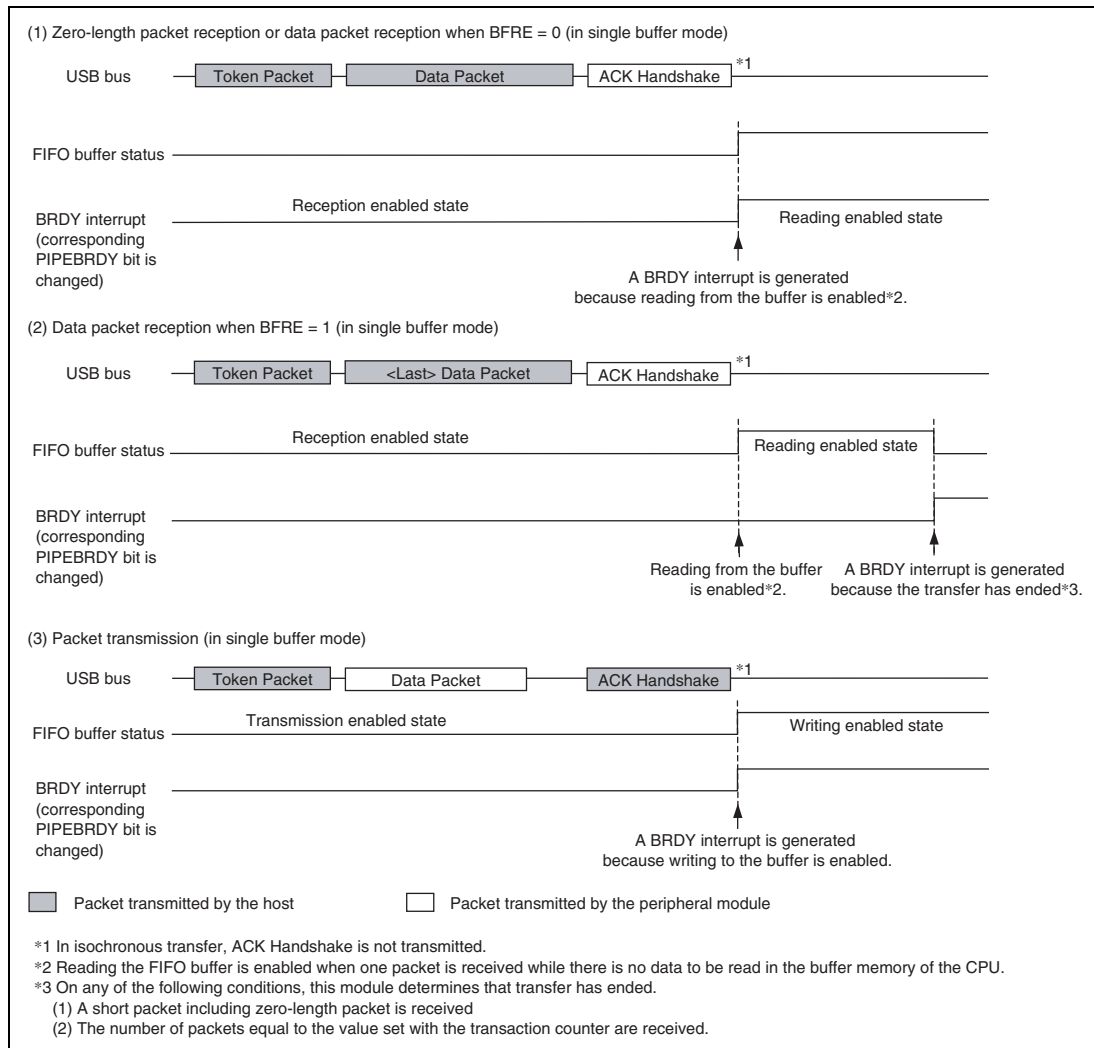 (1) Zero-length packet reception or data packet reception when BFRE = 0 (in single buffer mode)
USB bus
Token Packet
Data Packet
ACK Handshake
*1
FIFO buffer status
BRDY interrupt
(corresponding
PIPEBRDY bit is
changed)
Reception enabled state
Reading enabled state
A BRDY interrupt is generated
because reading from the buffer is enabled*2.
(2) Data packet reception when BFRE = 1 (in single buffer mode)
USB bus
Token Packet
<Last> Data Packet
ACK Handshake
*1
FIFO buffer status
Reception enabled state
Reading enabled state
BRDY interrupt
(corresponding
PIPEBRDY bit is
changed)
Reading from the buffer
is enabled*2.
A BRDY interrupt is generated
because the transfer has ended*3.
(3) Packet transmission (in single buffer mode)
USB bus
Token Packet
Data Packet
ACK Handshake
*1
FIFO buffer status
Transmission enabled state
Writing enabled state
BRDY interrupt
(corresponding
PIPEBRDY bit is
changed)
A BRDY interrupt is generated
because writing to the buffer is enabled.
Packet transmitted by the host
Packet transmitted by the peripheral module
*1 In isochronous transfer, ACK Handshake is not transmitted.
*2 Reading the FIFO buffer is enabled when one packet is received while there is no data to be read in the buffer memory of the CPU.
*3 On any of the following conditions, this module determines that transfer has ended.
(1) A short packet including zero-length packet is received
(2) The number of packets equal to the value set with the transaction counter are received.